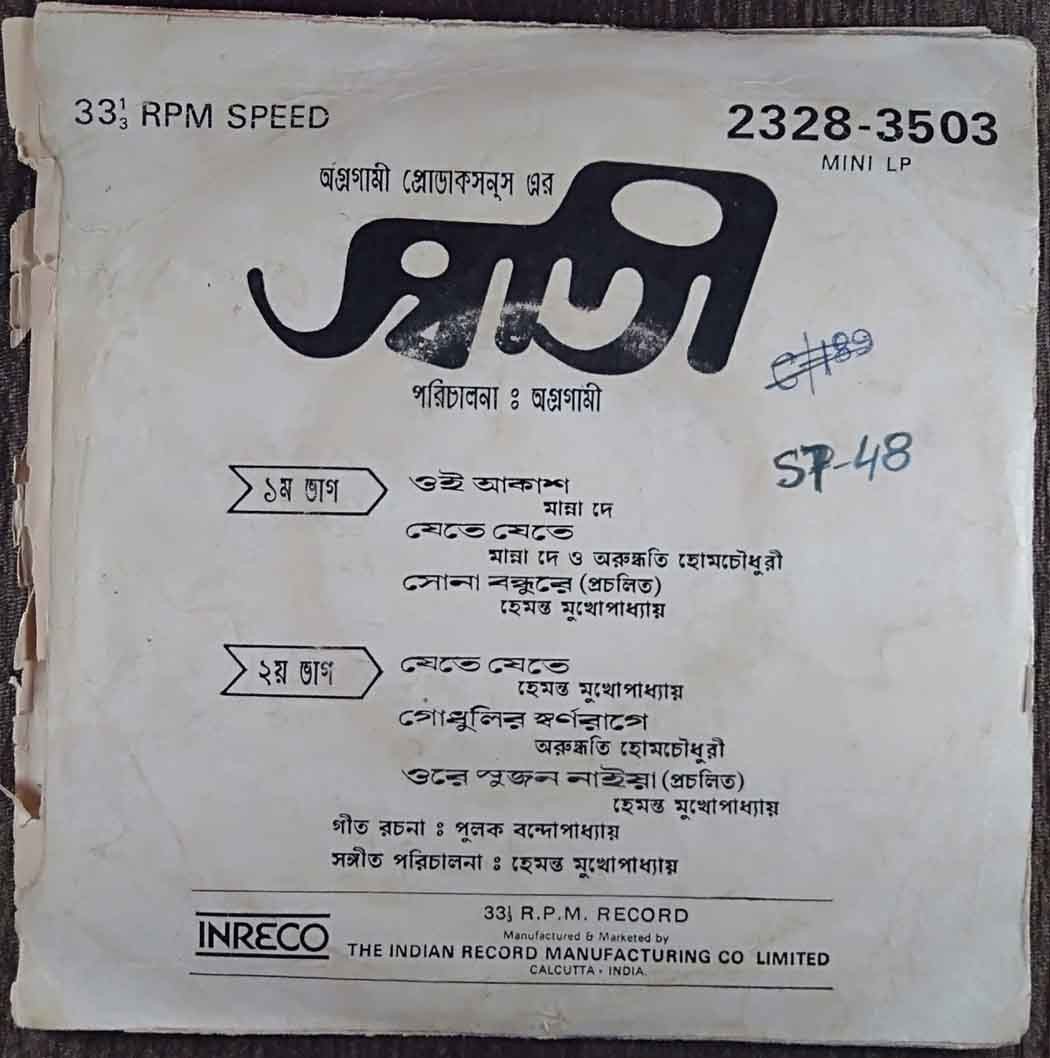 33⅓ RPM SPEED
2328-3503
MINI LP
অগ্রগামী প্রোডাকসন্স এর
স্বাতী
পরিচালনা ঃ অগ্রগামী
SP-48
১ম ভাগ
ওই আকাশ
মান্না দে
যেতে যেতে
মান্না দে ও অরুন্ধতি হোমচৌধুরী
সোনা বন্ধুরে (প্রচলিত)
হেমন্ত মুখোপাধ্যায়
২য় ভাগ
যেতে যেতে
হেমন্ত মুখোপাধ্যায়
গোধুলির স্বর্ণরাগে
অরুন্ধতি হোমচৌধুরী
ওরে সুজন নাইয়া (প্রচলিত)
হেমন্ত মুখোপাধ্যায়
গীত রচনা ঃ পুলক বন্দোপাধ্যায়
সঙ্গীত পরিচালনা ঃ হেমন্ত মুখোপাধ্যায়
INRECO
33⅓ R.P.M. RECORD
Manufactured & Marketed by
THE INDIAN RECORD MANUFACTURING CO LIMITED
CALCUTTA • INDIA.